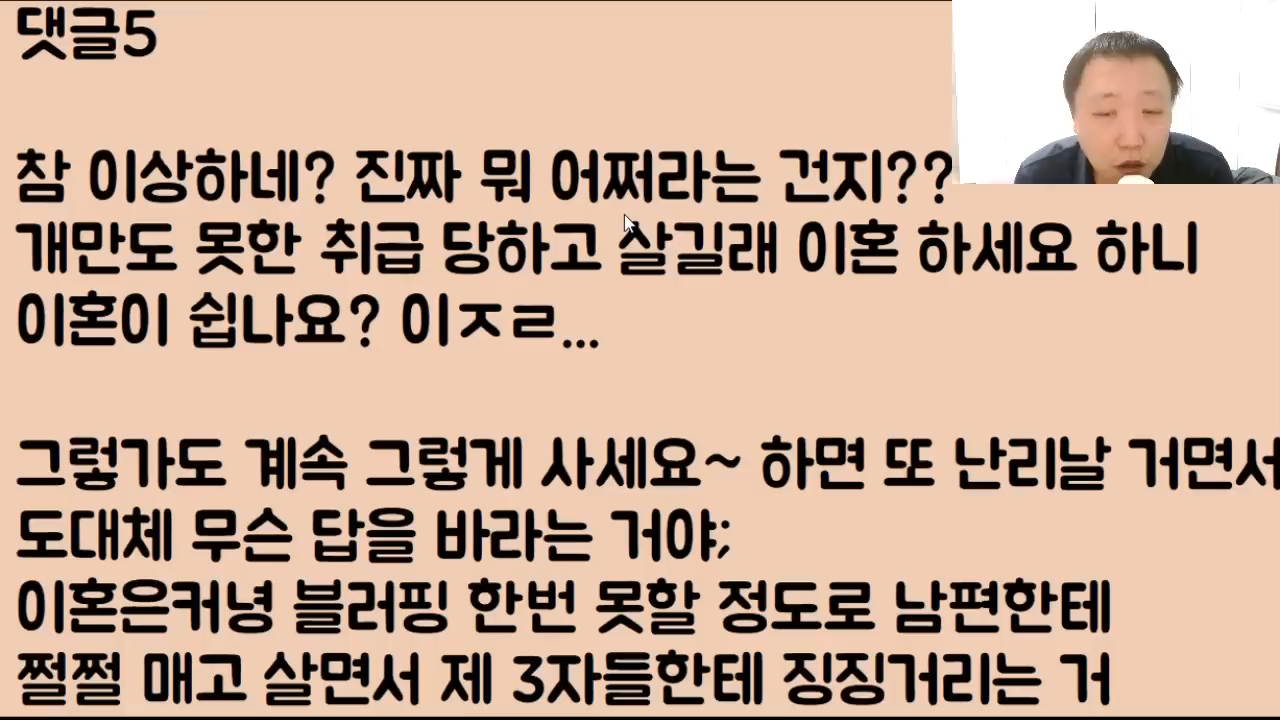 댓글5
참 이상하네? 진짜 뭐 어쩌라는 건지??
개만도 못한 취급 당하고 살길래 이혼 하세요 하니
이혼이 쉽나요? 이ㅈㄹ...
그렇가도 계속 그렇게 사세요~ 하면 또 난리날 거면서
도대체 무슨 답을 바라는 거야;
이혼은커녕 블러핑 한번 못할 정도로 남편한테
쩔쩔 매고 살면서 제 3자들한테 징징거리는 거